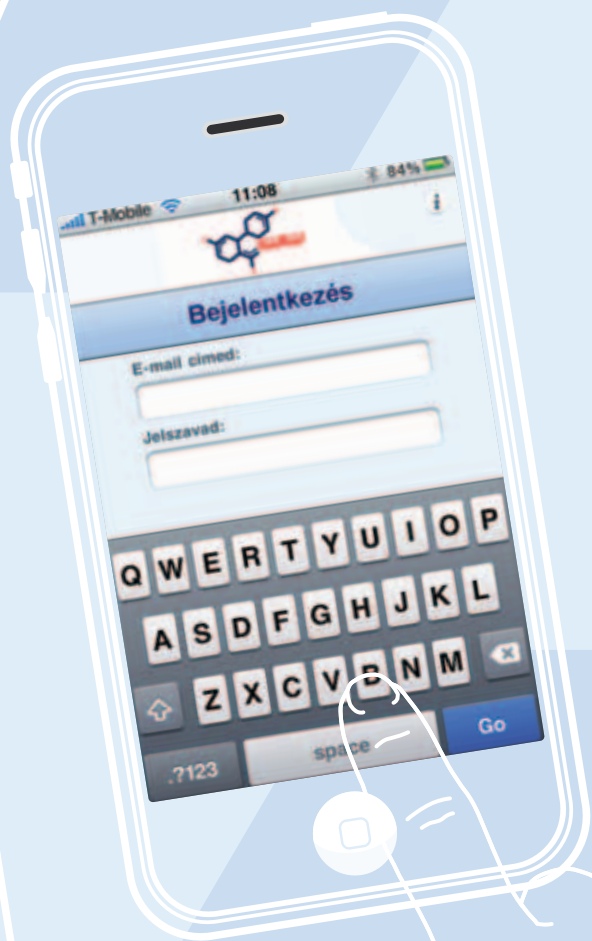 T-Mobile 11:08 84%
i
Bejelentkezés
E-mail címed:
Jelszavad:
Q W E R T Y U I O P
A S D F G H J K L
Z X C V B N M
.?123 space Go